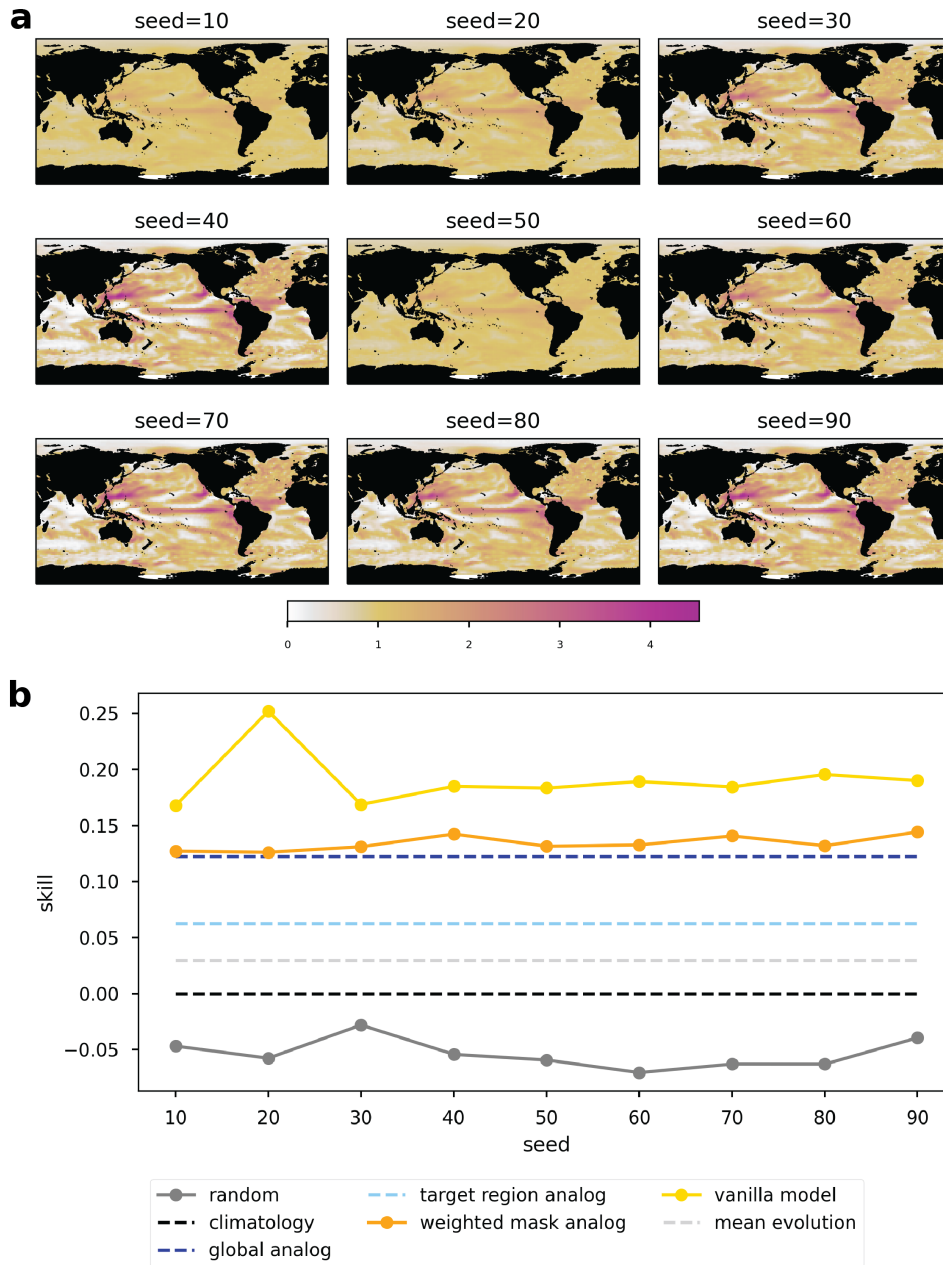 a
seed=10 seed=20 seed=30
seed=40 seed=50 seed=60
seed=70 seed=80 seed=90
0 1 2 3 4
b
0.25
0.20
0.15
0.10
0.05
0.00
−0.05
skill
10 20 30 40 50 60 70 80 90
seed
random target region analog vanilla model
climatology weighted mask analog mean evolution
global analog